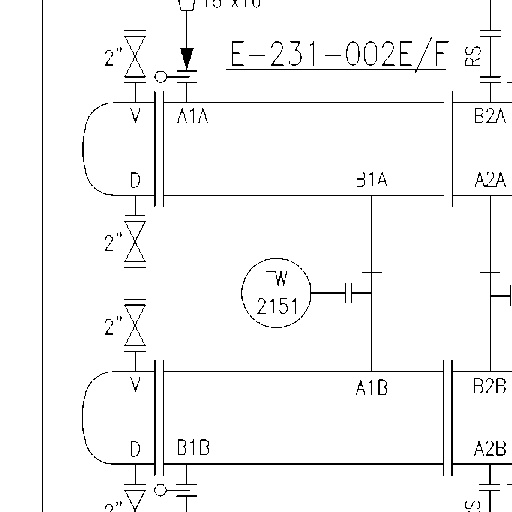 15"x10"
2"
E-231-002E/F
RS
V
A1A
B2A
D
B1A
A2A
2"
TW
2151
2"
V
A1B
B2B
D
B1B
A2B
2"